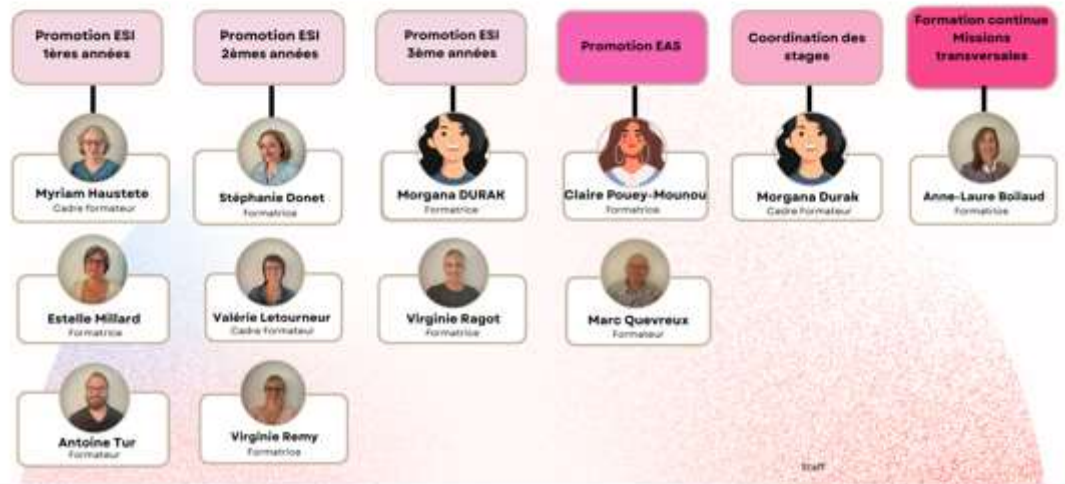 Promotion ESI
1ères années
Promotion ESI
2èmes années
Promotion ESI
3ème années
Promotion EAS
Coordination des
stages
Formation continue
Missions
transversales
Myriam Haustete
Cadre formateur
Stéphanie Donet
Formatrice
Morgana DURAK
Formatrice
Claire Pouey-Mounou
Formatrice
Morgana Durak
Cadre formateur
Anne-Laure Boilaud
Formatrice
Estelle Millard
Formatrice
Valérie Letourneur
Cadre formateur
Virginie Ragot
Formatrice
Marc Quevreux
Formateur
Antoine Tur
Formateur
Virginie Remy
Formatrice
Staff